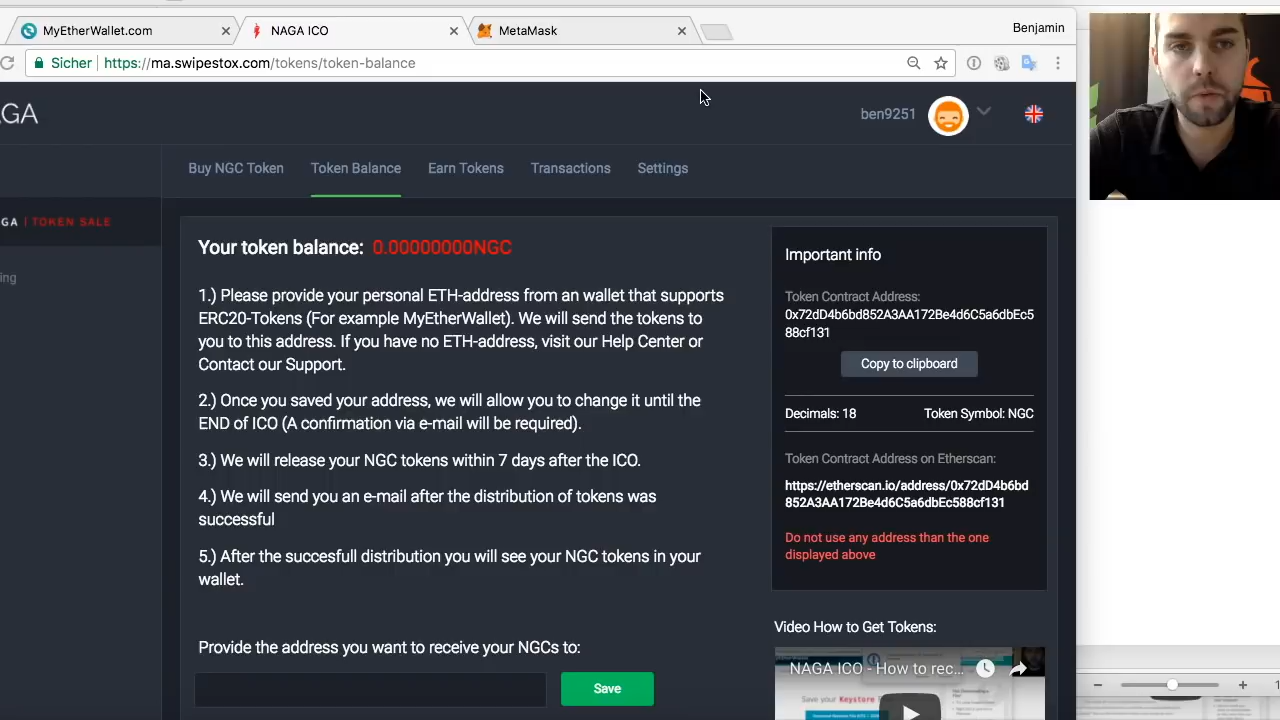 MyEtherWallet.com
NAGA ICO
MetaMask
Benjamin
Sicher
https://ma.swipestox.com/tokens/token-balance
GA
ben9251
Buy NGC Token
Token Balance
Earn Tokens
Transactions
Settings
GA | TOKEN SALE
ing
Your token balance: 0.00000000NGC
1.) Please provide your personal ETH-address from an wallet that supports
ERC20-Tokens (For example MyEtherWallet). We will send the tokens to
you to this address. If you have no ETH-address, visit our Help Center or
Contact our Support.
2.) Once you saved your address, we will allow you to change it until the
END of ICO (A confirmation via e-mail will be required).
3.) We will release your NGC tokens within 7 days after the ICO.
4.) We will send you an e-mail after the distribution of tokens was
successful
5.) After the succesfull distribution you will see your NGC tokens in your
wallet.
Provide the address you want to receive your NGCs to:
Save
Important info
Token Contract Address:
0x72dD4b6bd852A3AA172Be4d6C5a6dbEc5
88cf131
Copy to clipboard
Decimals: 18
Token Symbol: NGC
Token Contract Address on Etherscan:
https://etherscan.io/address/0x72dD4b6bd
852A3AA172Be4d6C5a6dbEc588cf131
Do not use any address than the one
displayed above
Video How to Get Tokens:
NAGA ICO - How to rec...
Save your Keystore